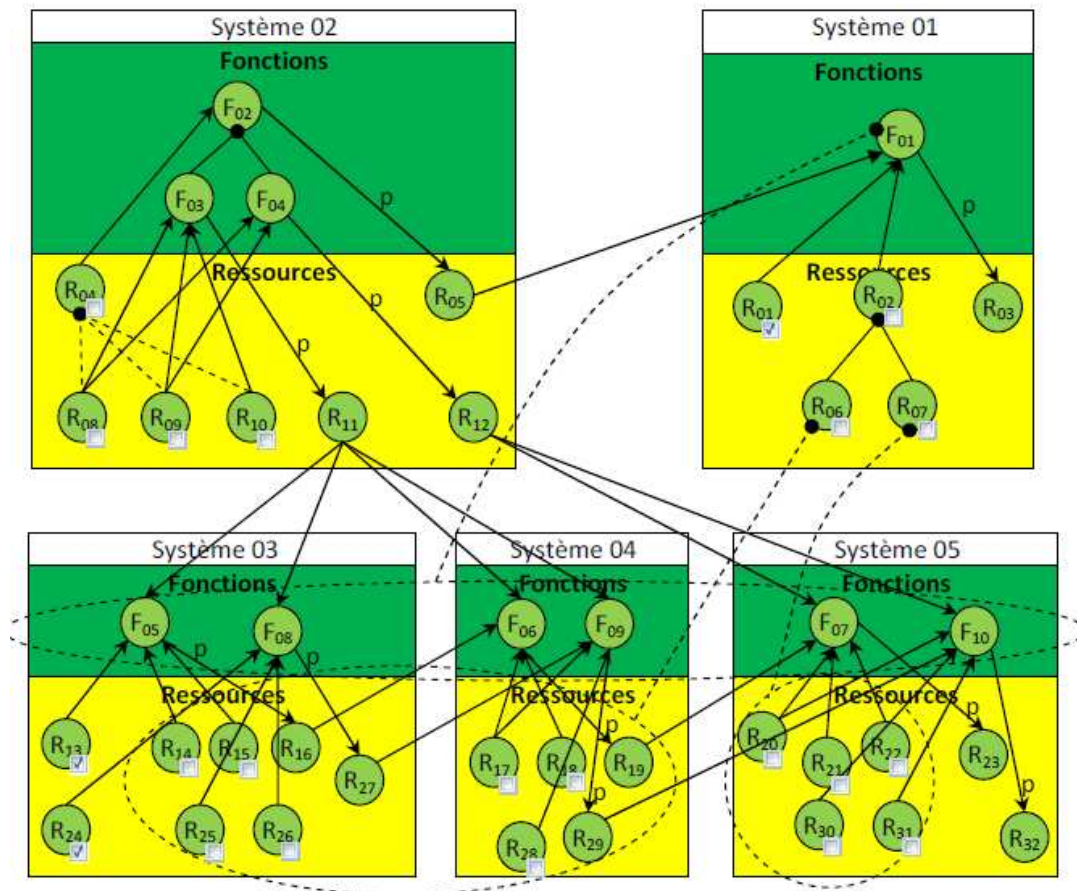 Système 02
Système 01
Fonctions
Fonctions
F02
F01
F03
F04
p
p
Ressources
Ressources
R04
R05
R01
R02
R03
p
p
R08
R09
R10
R11
R12
R06
R07
Système 03
Système 04
Système 05
Fonctions
Fonctions
Fonctions
F05
F08
F06
F09
F07
F10
p
p
Ressources
Ressources
Ressources
R13
R14
R15
R16
R27
R17
R18
R19
p
R20
R21
R22
R23
p
R24
R25
R26
R28
R29
p
R30
R31
R32
p